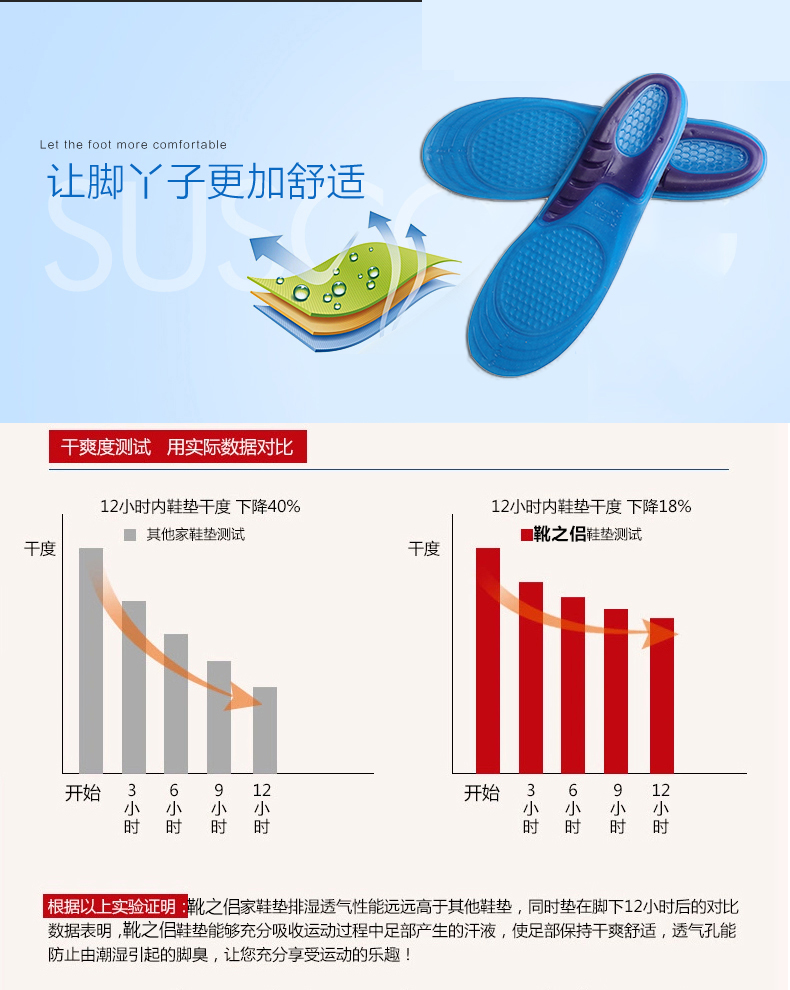 Let the foot more comfortable
让脚丫子更加舒适
干爽度测试 用实际数据对比
12小时内鞋垫干度 下降40%
其他家鞋垫测试
干度
开始 3小时 6小时 9小时 12小时
12小时内鞋垫干度 下降18%
靴之侣鞋垫测试
干度
开始 3小时 6小时 9小时 12小时
根据以上实验证明：靴之侣家鞋垫排湿透气性能远远高于其他鞋垫，同时垫在脚下12小时后的对比
数据表明，靴之侣鞋垫能够充分吸收运动过程中足部产生的汗液，使足部保持干爽舒适，透气孔能
防止由潮湿引起的脚臭，让您充分享受运动的乐趣！